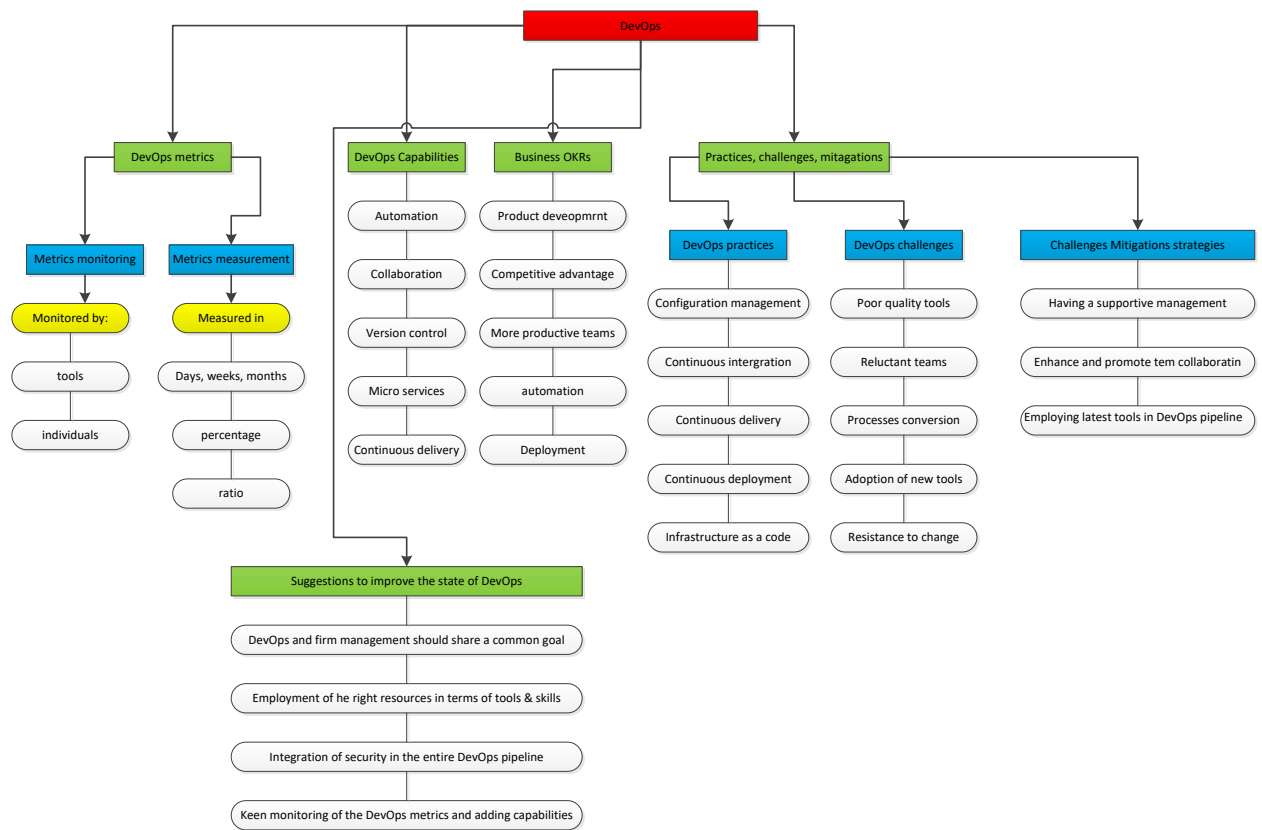 DevOps
DevOps metrics
DevOps Capabilities
Business OKRs
Practices, challenges, mitagations
Metrics monitoring
Metrics measurement
Monitored by:
tools
individuals
Measured in
Days, weeks, months
percentage
ratio
Automation
Collaboration
Version control
Micro services
Continuous delivery
Product deveopmrnt
Competitive advantage
More productive teams
automation
Deployment
DevOps practices
Configuration management
Continuous intergration
Continuous delivery
Continuous deployment
Infrastructure as a code
DevOps challenges
Poor quality tools
Reluctant teams
Processes conversion
Adoption of new tools
Resistance to change
Challenges Mitigations strategies
Having a supportive management
Enhance and promote tem collaboratin
Employing latest tools in DevOps pipeline
Suggestions to improve the state of DevOps
DevOps and firm management should share a common goal
Employment of he right resources in terms of tools & skills
Integration of security in the entire DevOps pipeline
Keen monitoring of the DevOps metrics and adding capabilities